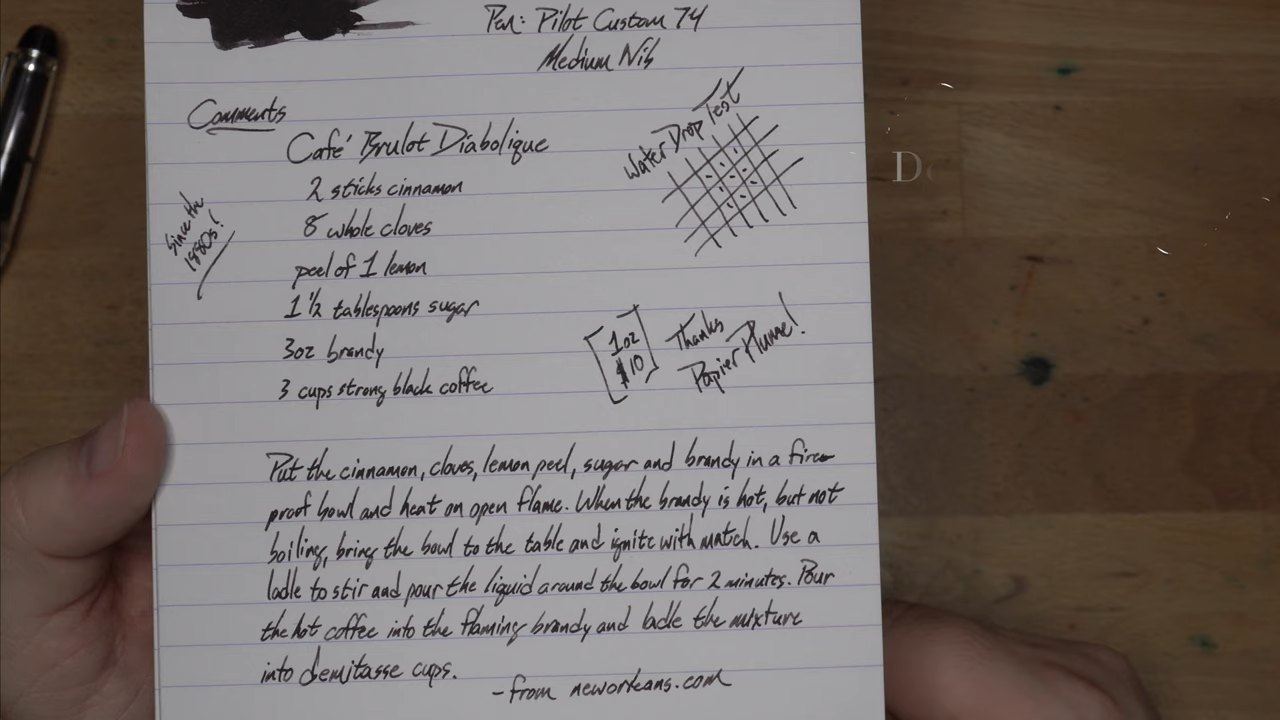 Pen: Pilot Custom 74
Medium Nib
Comments
Café Brulot Diabolique
2 sticks cinnamon
8 whole cloves
peel of 1 lemon
1 1/2 tablespoons sugar
3oz brandy
3 cups strong black coffee
Since the
1880s!
Water Drop Test
1oz
$10
Thanks
Papier Plume!
Put the cinnamon, cloves, lemon peel, sugar and brandy in a fire-
proof bowl and heat on open flame. When the brandy is hot, but not
boiling, bring the bowl to the table and ignite with match. Use a
ladle to stir and pour the liquid around the bowl for 2 minutes. Pour
the hot coffee into the flaming brandy and ladle the mixture
into demitasse cups.
- from neworleans.com
D